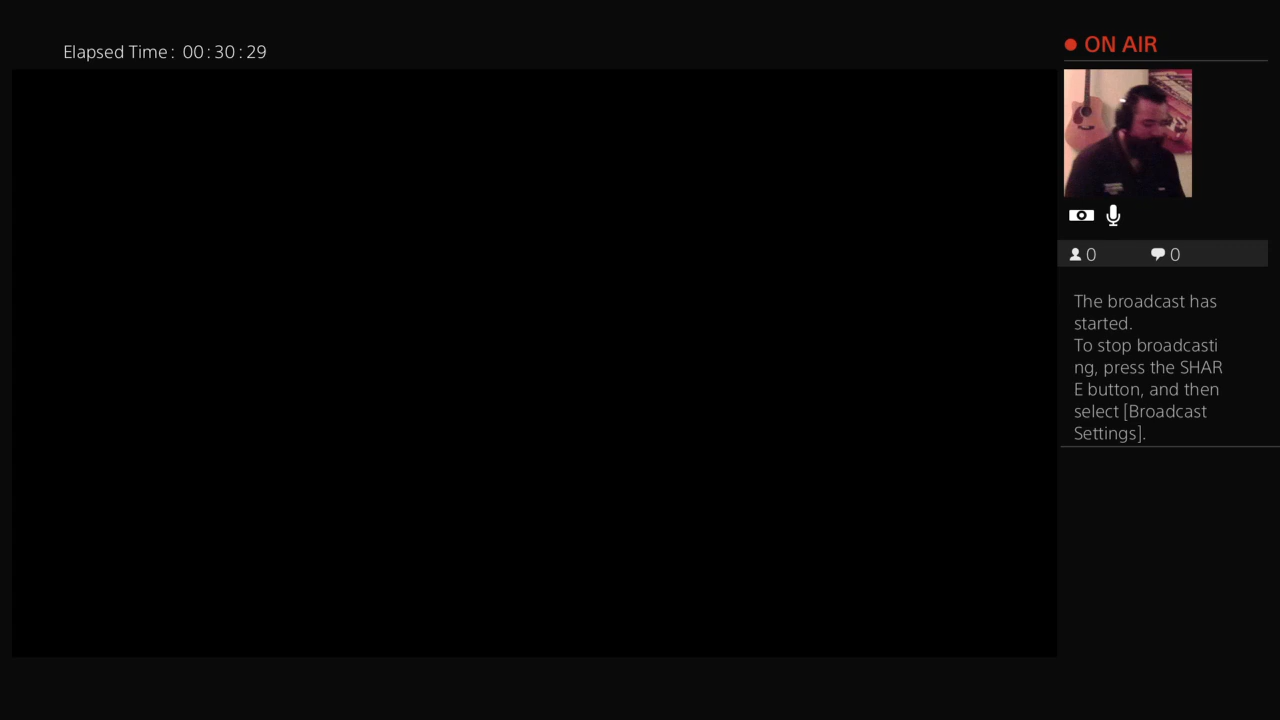 Elapsed Time: 00:30:29
ON AIR
0 0
The broadcast has
started.
To stop broadcasti
ng, press the SHAR
E button, and then
select [Broadcast
Settings].